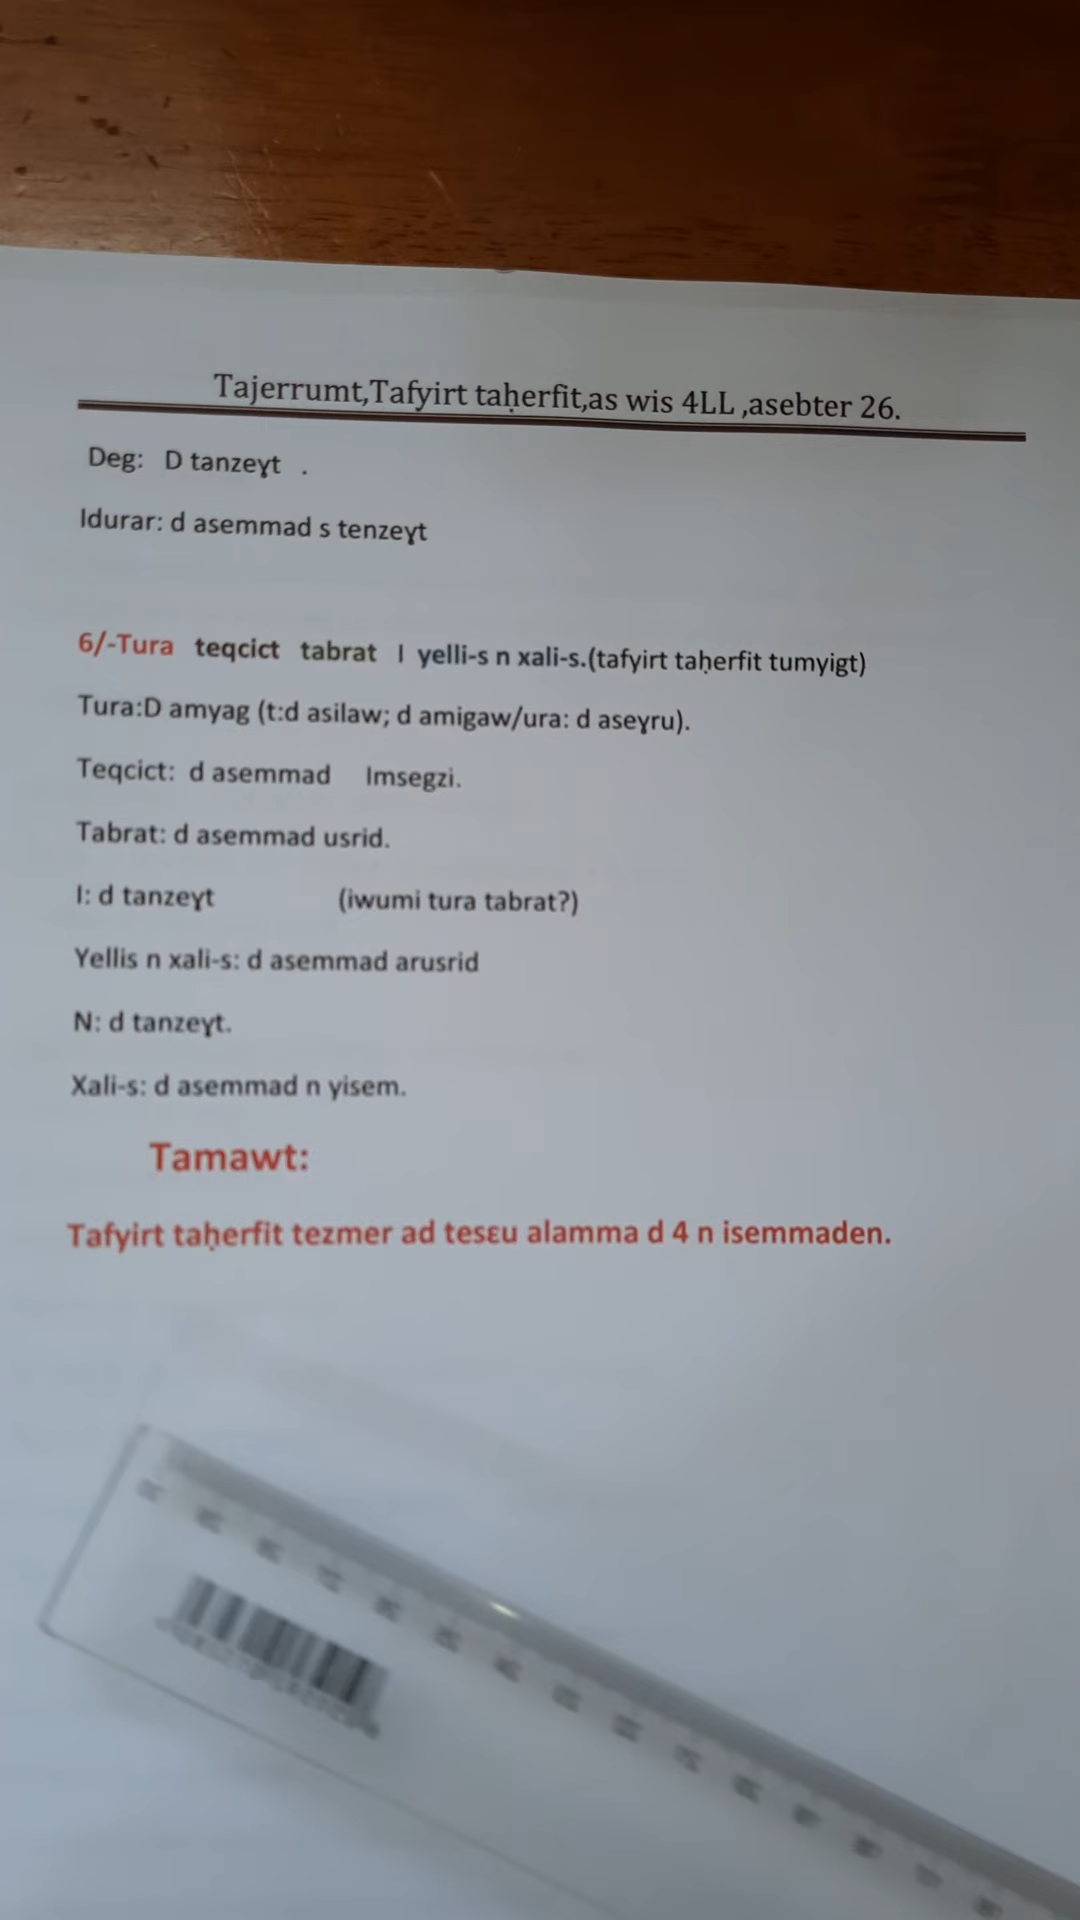 Tajerrumt,Tafyirt taḥerfit,as wis 4LL ,asebter 26.
Deg: D tanzeɣt .
Idurar: d asemmad s tenzeɣt
6/-Tura teqcict tabrat I yelli-s n xali-s.(tafyirt taḥerfit tumyigt)
Tura:D amyag (t:d asilaw; d amigaw/ura: d aseɣru).
Teqcict: d asemmad Imsegzi.
Tabrat: d asemmad usrid.
I: d tanzeɣt (iwumi tura tabrat?)
Yellis n xali-s: d asemmad arusrid
N: d tanzeɣt.
Xali-s: d asemmad n yisem.
Tamawt:
Tafyirt taḥerfit tezmer ad tesɛu alamma d 4 n isemmaden.